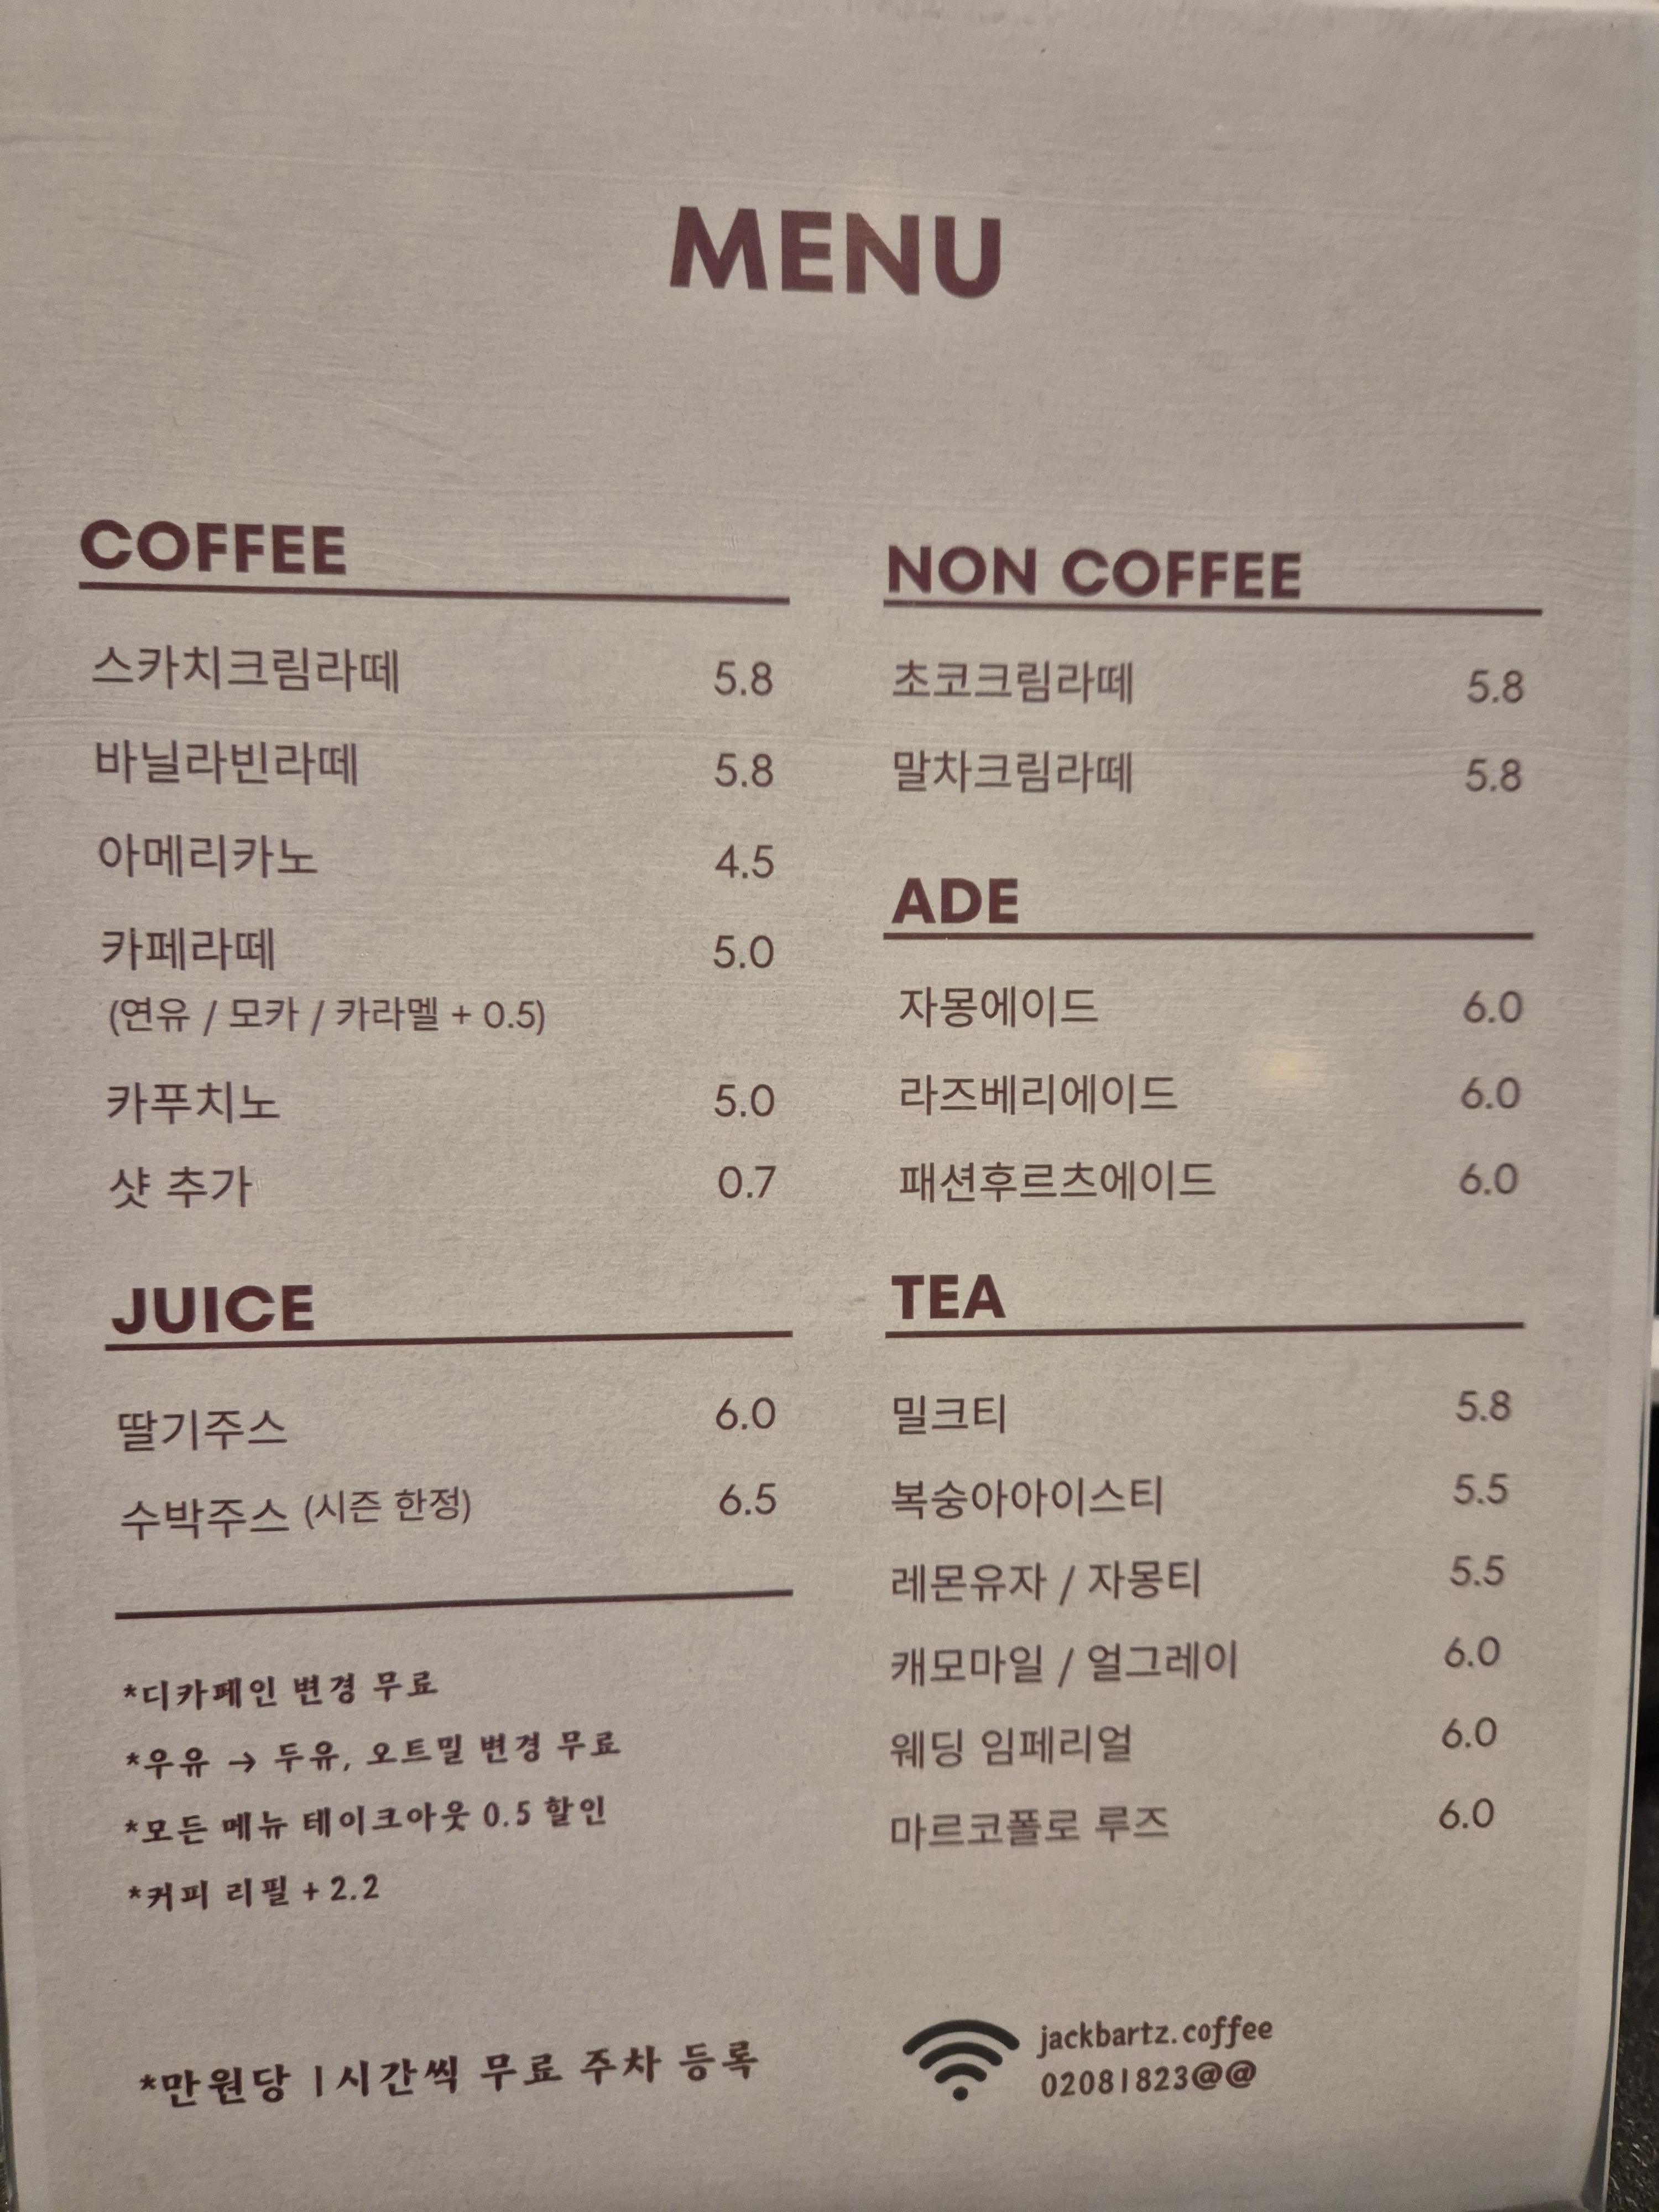 MENU
COFFEE
스카치크림라떼 5.8
바닐라빈라떼 5.8
아메리카노 4.5
카페라떼 5.0
(연유 / 모카 / 카라멜 + 0.5)
카푸치노 5.0
샷 추가 0.7
JUICE
딸기주스 6.0
수박주스 (시즌 한정) 6.5
*디카페인 변경 무료
*우유 → 두유, 오트밀 변경 무료
*모든 메뉴 테이크아웃 0.5 할인
*커피 리필 + 2.2
*만원당 1시간씩 무료 주차 등록
NON COFFEE
초코크림라떼 5.8
말차크림라떼 5.8
ADE
자몽에이드 6.0
라즈베리에이드 6.0
패션후르츠에이드 6.0
TEA
밀크티 5.8
복숭아아이스티 5.5
레몬유자 / 자몽티 5.5
캐모마일 / 얼그레이 6.0
웨딩 임페리얼 6.0
마르코폴로 루즈 6.0
jackbartz.coffee
02081823@@